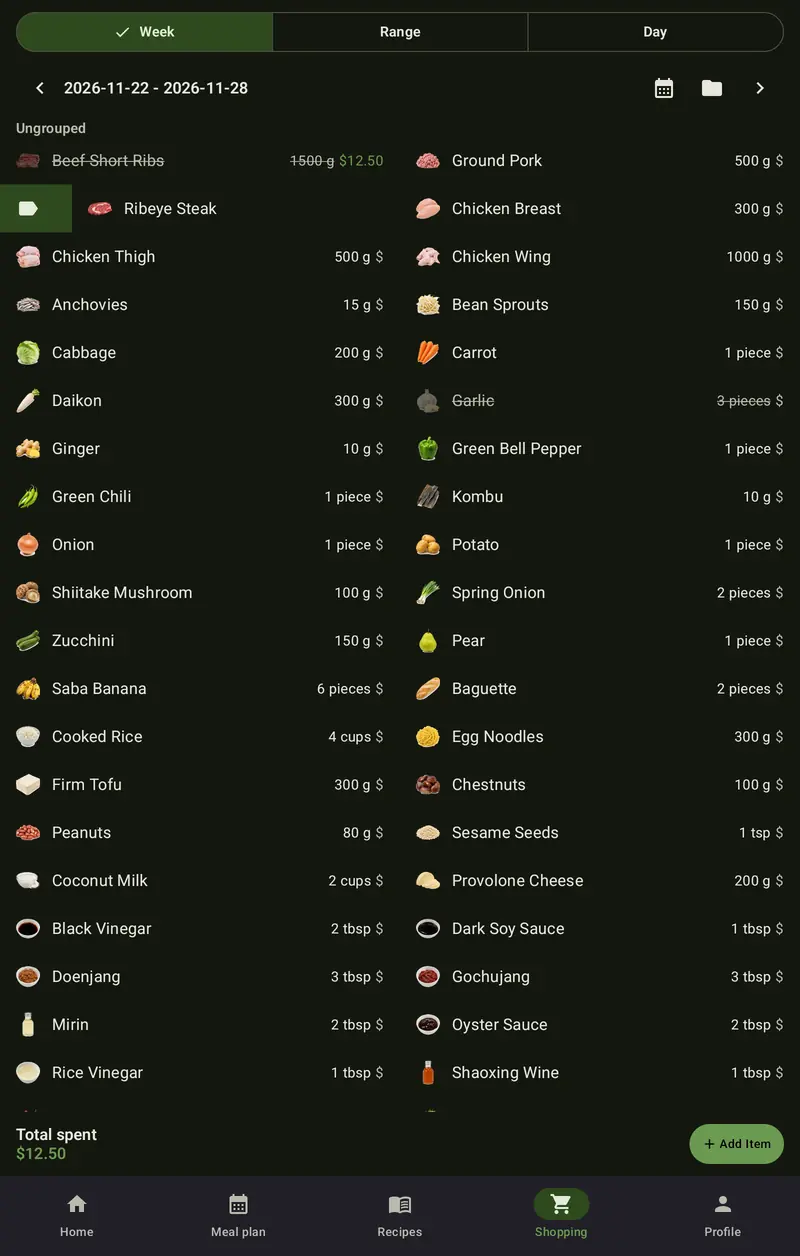 Week
Range
Day
2026-11-22 - 2026-11-28
Ungrouped
Beef Short Ribs 1500 g $12.50
Ground Pork 500 g $
Ribeye Steak
Chicken Breast 300 g $
Chicken Thigh 500 g $
Chicken Wing 1000 g $
Anchovies 15 g $
Bean Sprouts 150 g $
Cabbage 200 g $
Carrot 1 piece $
Daikon 300 g $
Garlic 3 pieces $
Ginger 10 g $
Green Bell Pepper 1 piece $
Green Chili 1 piece $
Kombu 10 g $
Onion 1 piece $
Potato 1 piece $
Shiitake Mushroom 100 g $
Spring Onion 2 pieces $
Zucchini 150 g $
Pear 1 piece $
Saba Banana 6 pieces $
Baguette 2 pieces $
Cooked Rice 4 cups $
Egg Noodles 300 g $
Firm Tofu 300 g $
Chestnuts 100 g $
Peanuts 80 g $
Sesame Seeds 1 tsp $
Coconut Milk 2 cups $
Provolone Cheese 200 g $
Black Vinegar 2 tbsp $
Dark Soy Sauce 1 tbsp $
Doenjang 3 tbsp $
Gochujang 3 tbsp $
Mirin 2 tbsp $
Oyster Sauce 2 tbsp $
Rice Vinegar 1 tbsp $
Shaoxing Wine 1 tbsp $
Total spent
$12.50
+ Add Item
Home
Meal plan
Recipes
Shopping
Profile